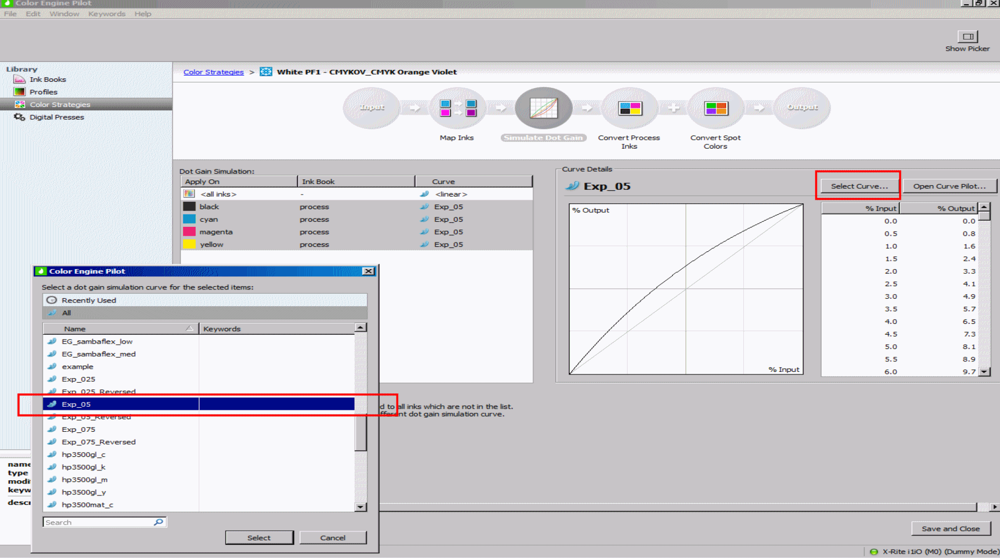 Color Engine Pilot
File Edit Window Keywords Help
Show Picker
Library
Ink Books
Profiles
Color Strategies
Digital Presses
Color Strategies > White PF1 - CMYKOV_CMYK Orange Violet
Input
Map Inks
Simulate Dot Gain
Convert Process
Inks
Convert Spot
Colors
Output
Dot Gain Simulation:
Apply On Ink Book Curve
<all inks> - <linear>
black process Exp_05
cyan process Exp_05
magenta process Exp_05
yellow process Exp_05
Curve Details
Exp_05
Select Curve... Open Curve Pilot...
% Output
% Input
% Input % Output
0.0 0.0
0.5 0.8
1.0 1.6
1.5 2.4
2.0 3.3
2.5 4.1
3.0 4.9
3.5 5.7
4.0 6.5
4.5 7.3
5.0 8.1
5.5 8.9
6.0 9.7
Color Engine Pilot
Select a dot gain simulation curve for the selected items:
Recently Used
All
Name Keywords
EG_sambaflex_low
EG_sambaflex_med
example
Exp_025
Exp_025_Reversed
Exp_05
Exp_05_Reversed
Exp_075
Exp_075_Reversed
hp3500gl_c
hp3500gl_k
hp3500gl_m
hp3500gl_y
hp3500mat_c
Search
Select Cancel
d to all inks which are not in the list.
fferent dot gain simulation curve.
name
type
modi
keyw
desc
Save and Close
X-Rite i1iO (M0) (Dummy Mode)